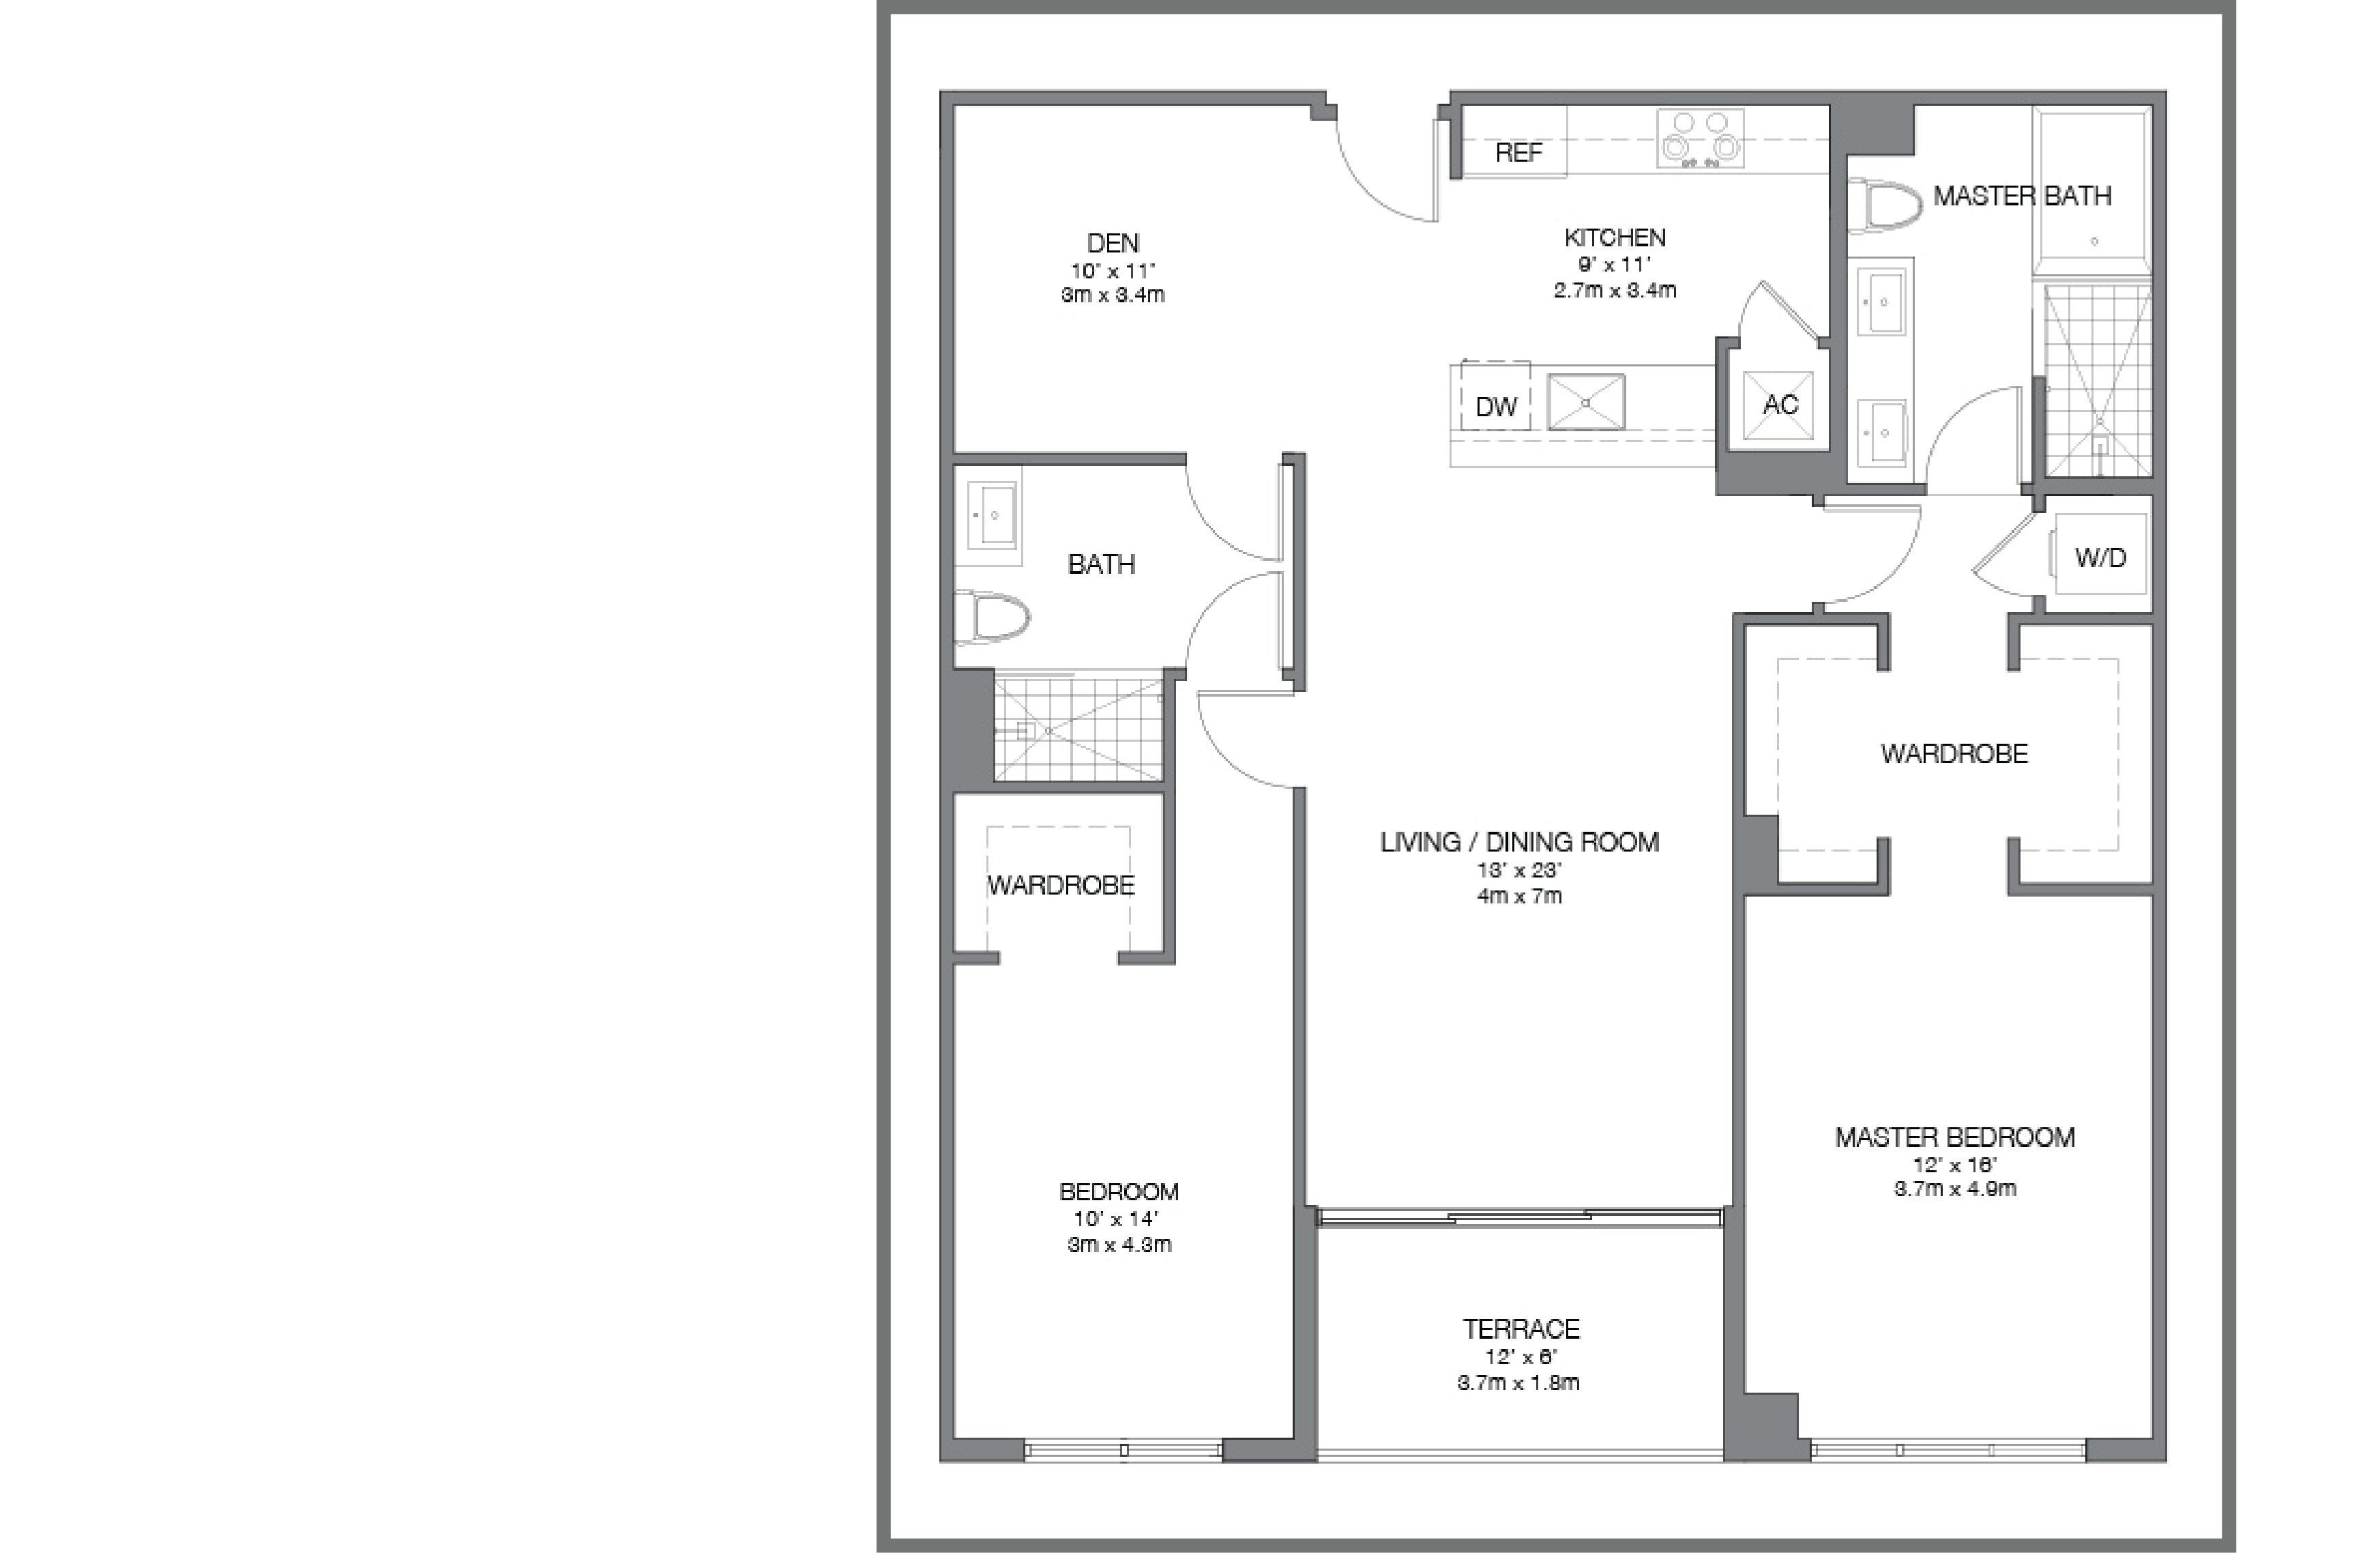 REF
MASTER BATH
DEN
10' x 11'
3m x 3.4m
KITCHEN
9' x 11'
2.7m x 3.4m
DW
AC
BATH
W/D
WARDROBE
LIVING / DINING ROOM
13' x 23'
4m x 7m
WARDROBE
MASTER BEDROOM
12' x 16'
3.7m x 4.9m
BEDROOM
10' x 14'
3m x 4.3m
TERRACE
12' x 6'
3.7m x 1.8m